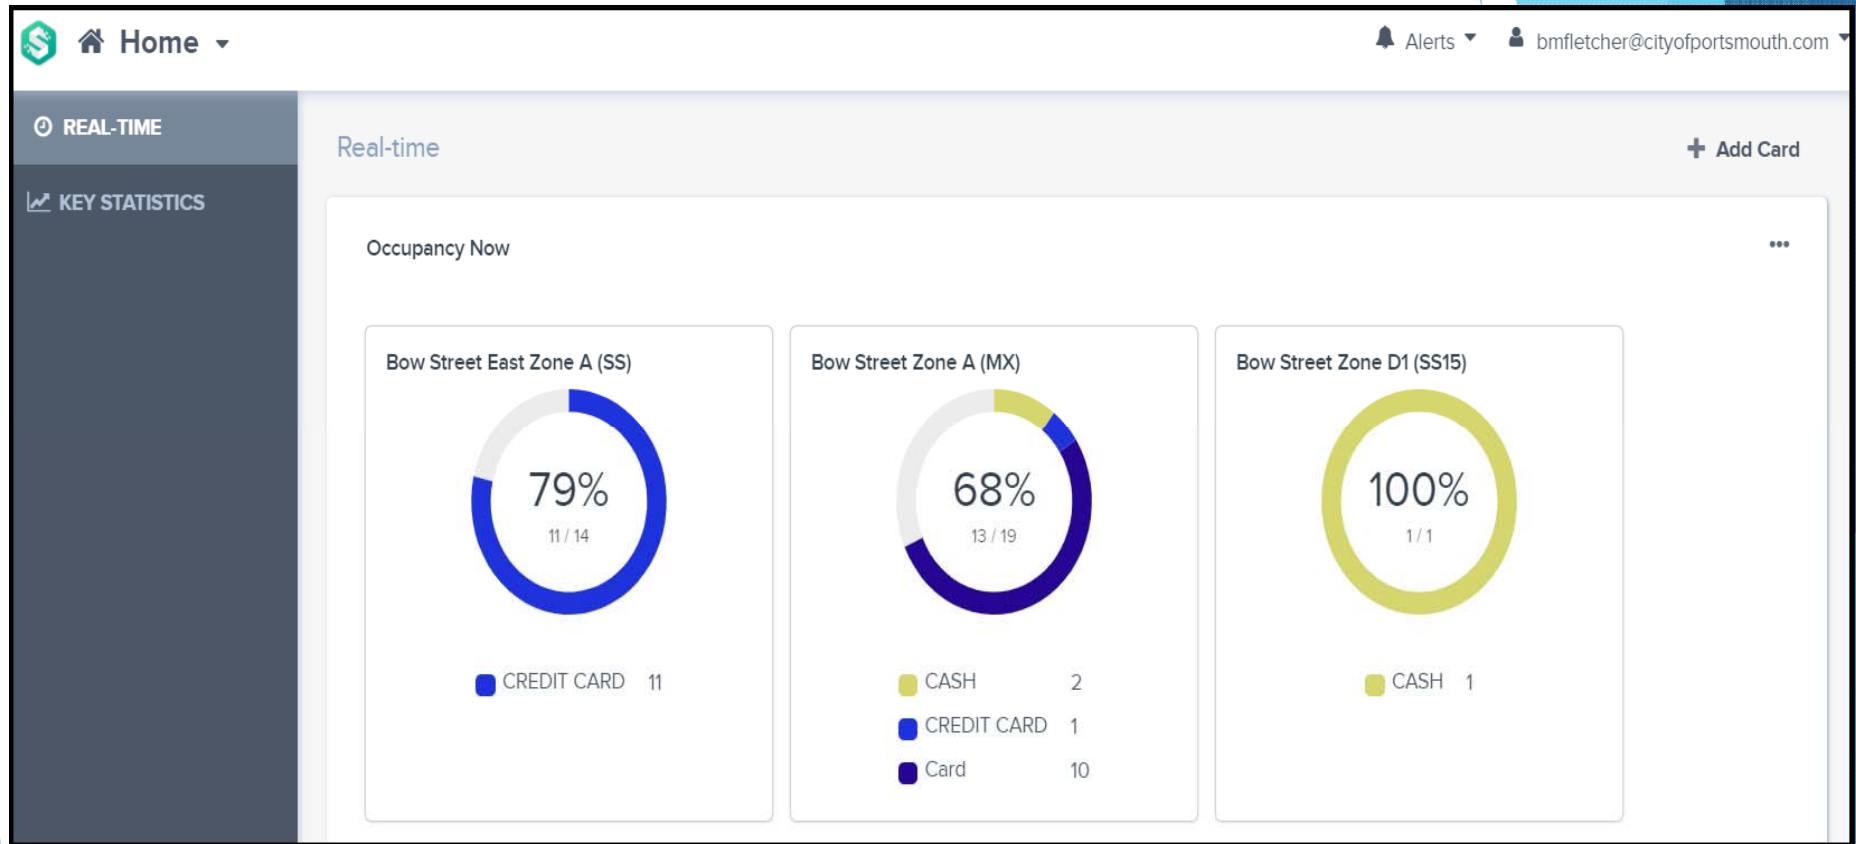 Home
Alerts
bmfletcher@cityofportsmouth.com
REAL-TIME
KEY STATISTICS
Real-time
Add Card
Occupancy Now
Bow Street East Zone A (SS)
79%
11 / 14
CREDIT CARD 11
Bow Street Zone A (MX)
68%
13 / 19
CASH 2
CREDIT CARD 1
Card 10
Bow Street Zone D1 (SS15)
100%
1 / 1
CASH 1